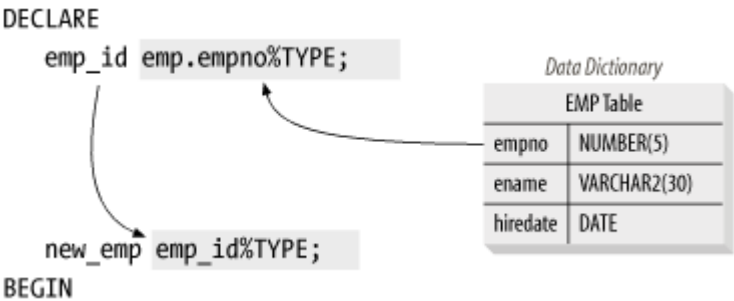 DECLARE
emp_id emp.empno%TYPE;
Data Dictionary
EMP Table
empno NUMBER(5)
ename VARCHAR2(30)
hiredate DATE
new_emp emp_id%TYPE;
BEGIN